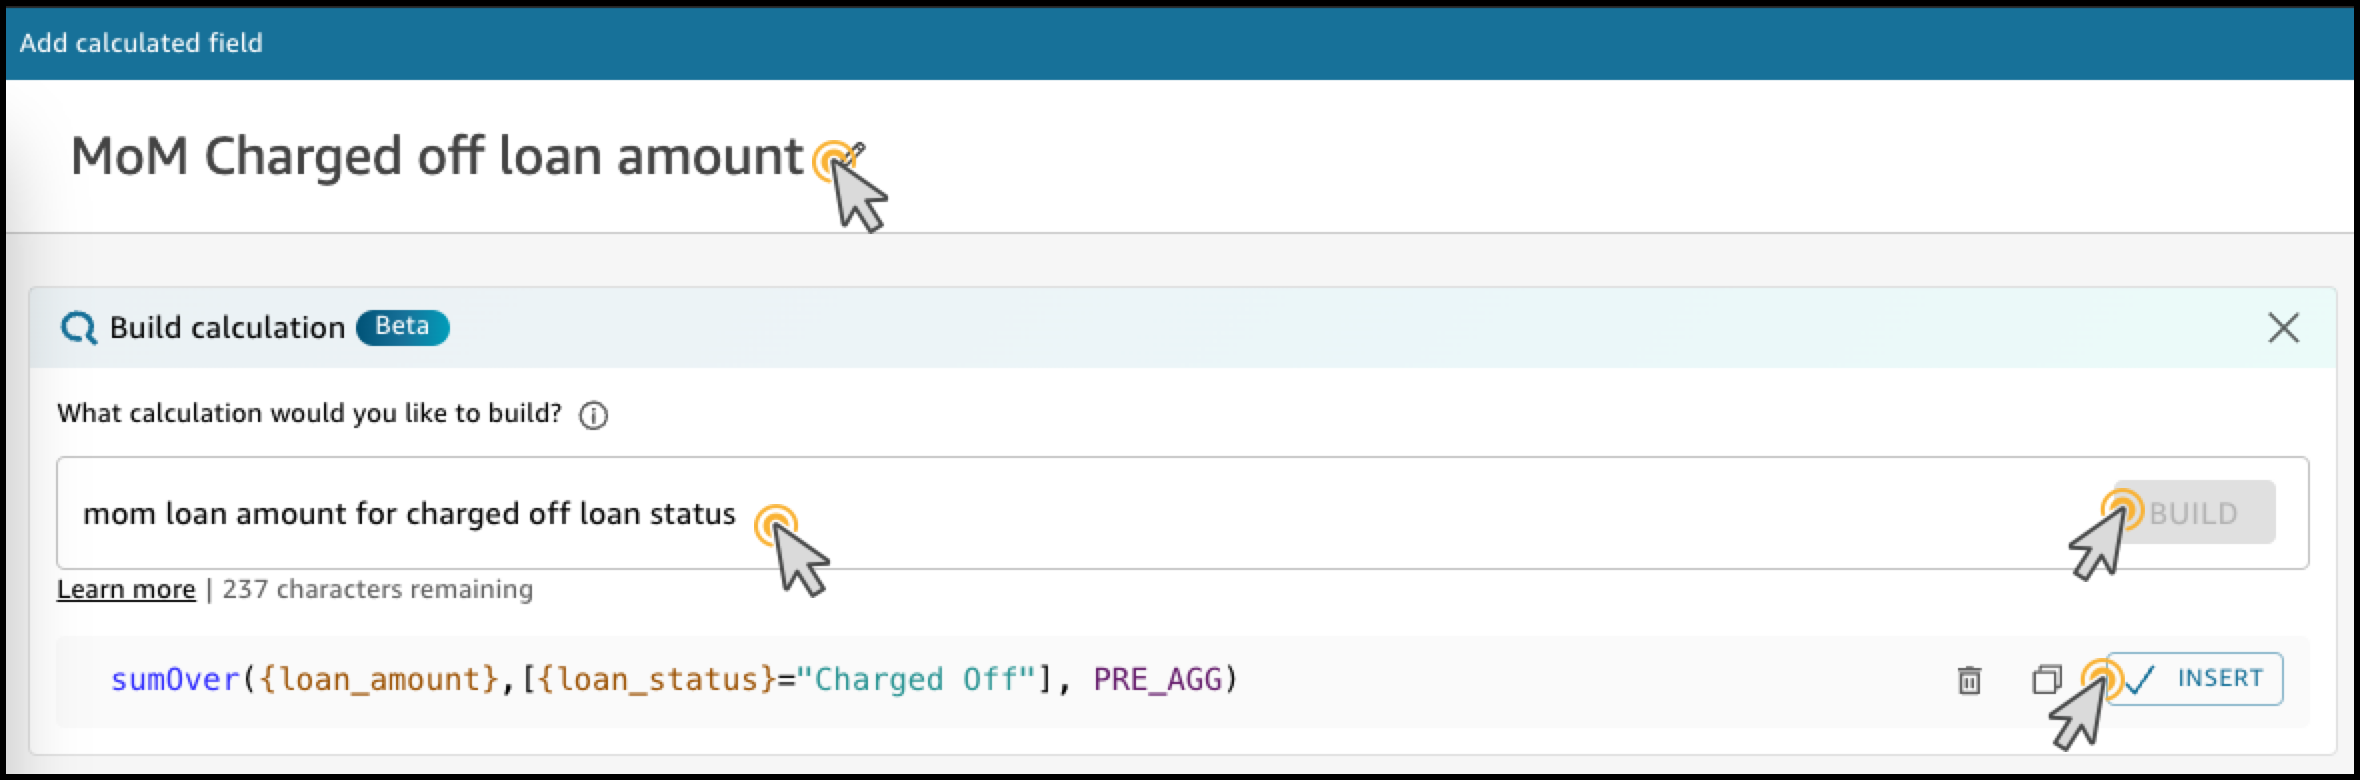 Add calculated field
MoM Charged off loan amount
Build calculation Beta
What calculation would you like to build?
mom loan amount for charged off loan status
BUILD
Learn more | 237 characters remaining
sumOver({loan_amount},[{loan_status}="Charged Off"], PRE_AGG)
INSERT